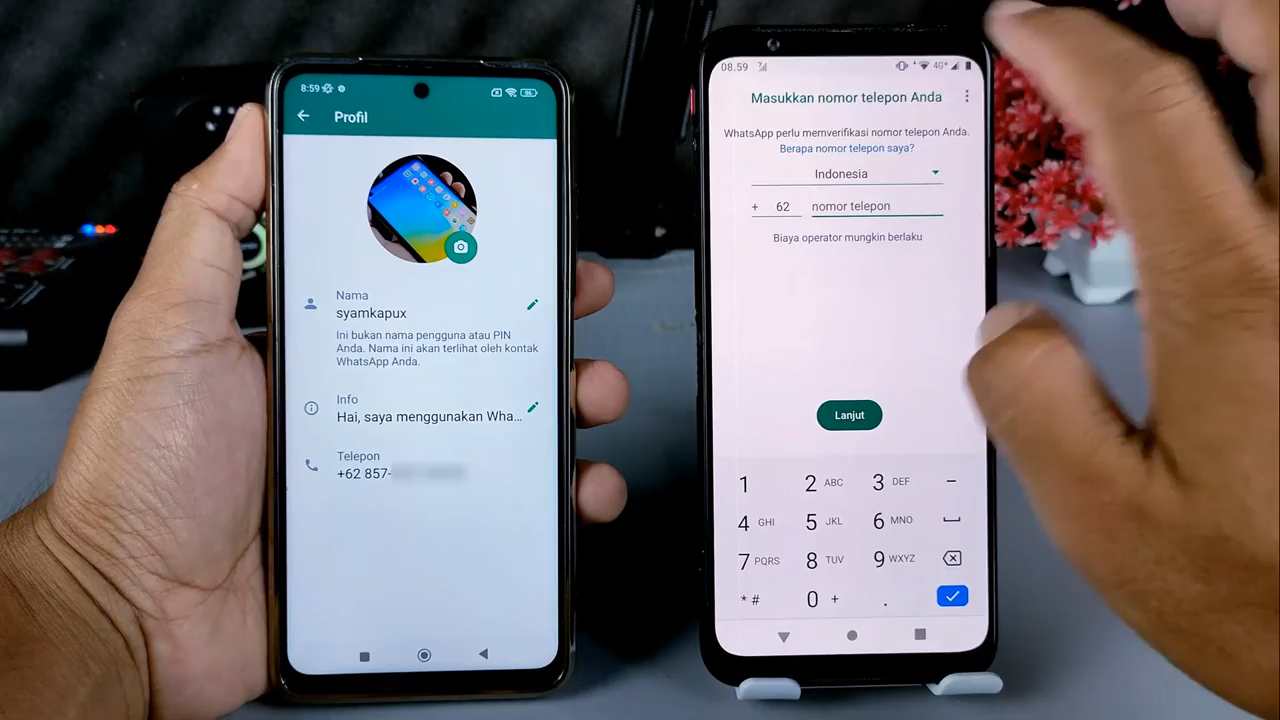 8:59
Profil
Nama
syamkapux
Ini bukan nama pengguna atau PIN
Anda. Nama ini akan terlihat oleh kontak
WhatsApp Anda.
Info
Hai, saya menggunakan Wha...
Telepon
+62 857-
08.59
4G+
Masukkan nomor telepon Anda
WhatsApp perlu memverifikasi nomor telepon Anda.
Berapa nomor telepon saya?
Indonesia
+ 62 nomor telepon
Biaya operator mungkin berlaku
Lanjut
1 2 ABC 3 DEF −
4 GHI 5 JKL 6 MNO
7 PQRS 8 TUV 9 WXYZ
* # 0 + .